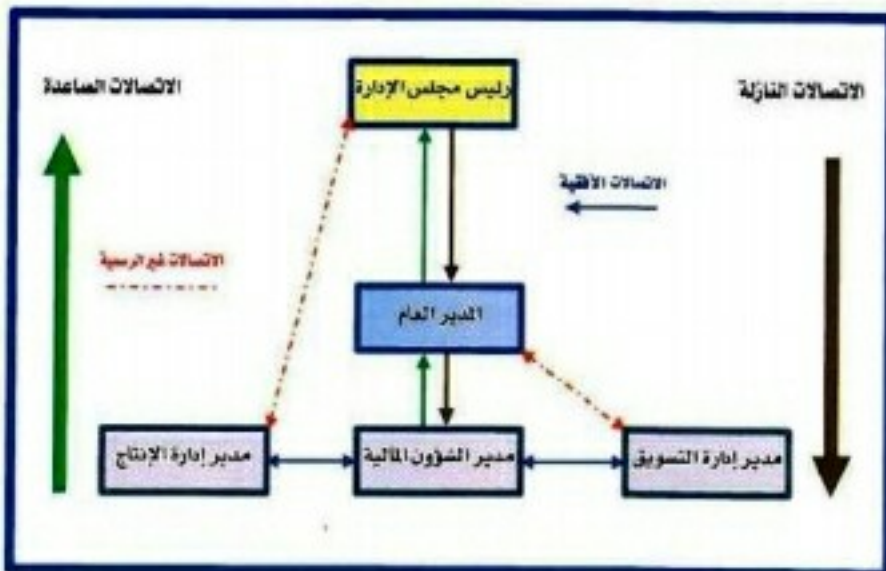 رئيس مجلس الإدارة
الاتصالات النازلة
الاتصالات الصاعدة
الاتصالات الأفقية
الاتصالات غير الرسمية
المدير العام
مدير إدارة التسويق
مدير الشؤون المالية
مدير إدارة الإنتاج